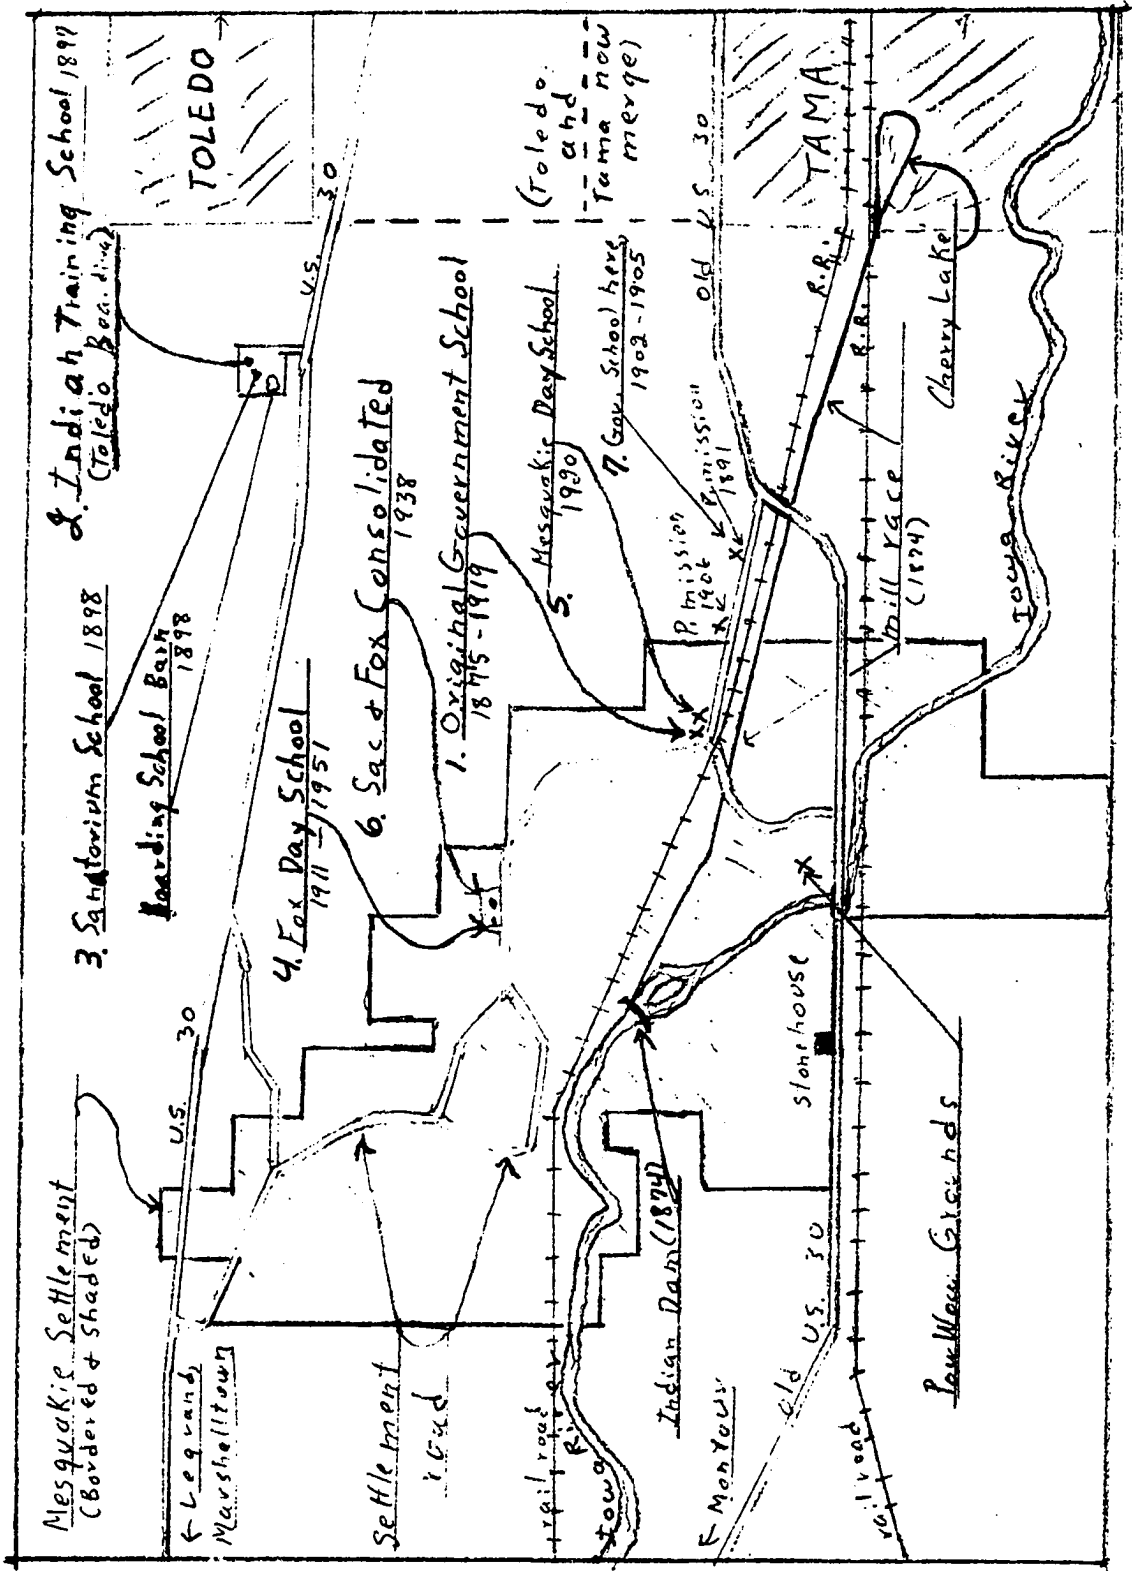 Mesquakie Settlement
(Bordered & Shaded)
← Legrand,
Marshalltown
U.S. 30
3. Sanatorium School 1898
Boarding School Barn
1898
2. Indian Training School 1897
(Toledo Boarding)
TOLEDO
U.S. 30
4. Fox Day School
1911-1951
6. Sac & Fox Consolidated
1938
1. Original Government School
1875-1919
5. Mesquakie Day School
1920
7. Gov. School here,
1902-1905
(Toledo
and
Tama now
merge)
Old U.S. 30
P. mission
1906
P. mission
1891
TAMA
R.R.
R.R.
Settlement
road
railroad
Iowa River
Indian Dam (1874)
← Montour
Old U.S. 30
stonehouse
mill race
(1874)
Cherry Lake
Iowa River
railroad
PowWow Grounds